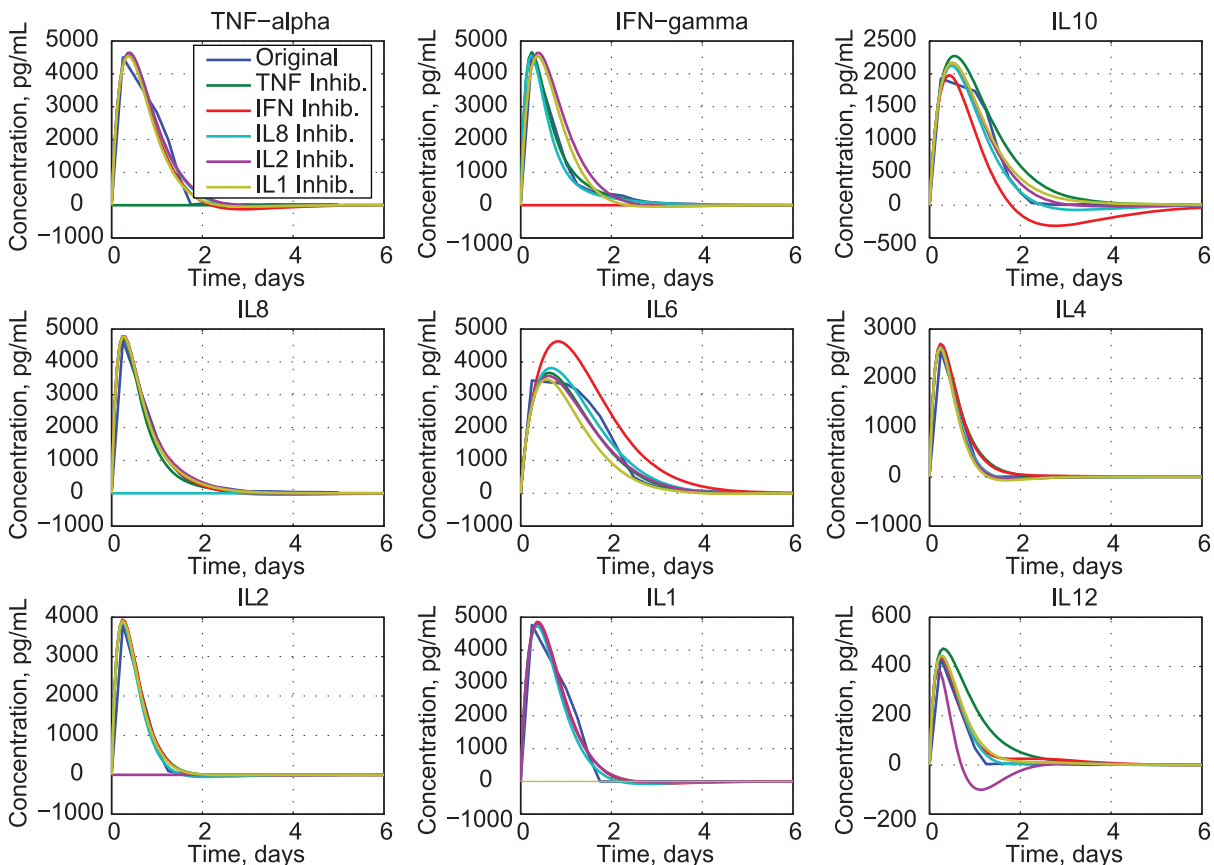 TNF-alpha
Concentration, pg/mL
5000
4000
3000
2000
1000
0
-1000
Original
TNF Inhib.
IFN Inhib.
IL8 Inhib.
IL2 Inhib.
IL1 Inhib.
0 2 4 6
Time, days
IFN-gamma
Concentration, pg/mL
5000
4000
3000
2000
1000
0
-1000
0 2 4 6
Time, days
IL10
Concentration, pg/mL
2500
2000
1500
1000
500
0
-500
0 2 4 6
Time, days
IL8
Concentration, pg/mL
5000
4000
3000
2000
1000
0
-1000
0 2 4 6
Time, days
IL6
Concentration, pg/mL
5000
4000
3000
2000
1000
0
-1000
0 2 4 6
Time, days
IL4
Concentration, pg/mL
3000
2000
1000
0
-1000
0 2 4 6
Time, days
IL2
Concentration, pg/mL
4000
3000
2000
1000
0
-1000
0 2 4 6
Time, days
IL1
Concentration, pg/mL
5000
4000
3000
2000
1000
0
-1000
0 2 4 6
Time, days
IL12
Concentration, pg/mL
600
400
200
0
-200
0 2 4 6
Time, days